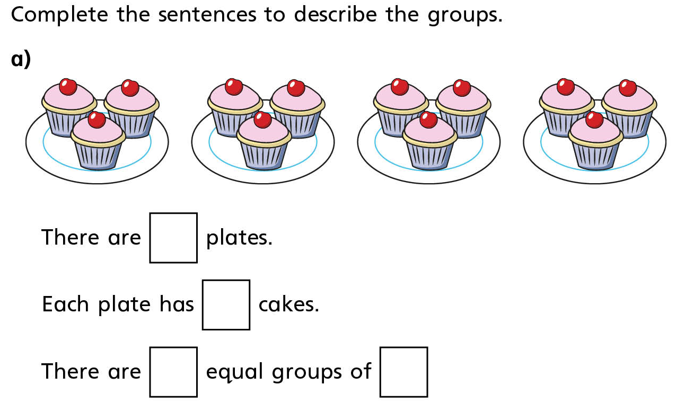 Complete the sentences to describe the groups.
a)
There are plates.
Each plate has cakes.
There are equal groups of